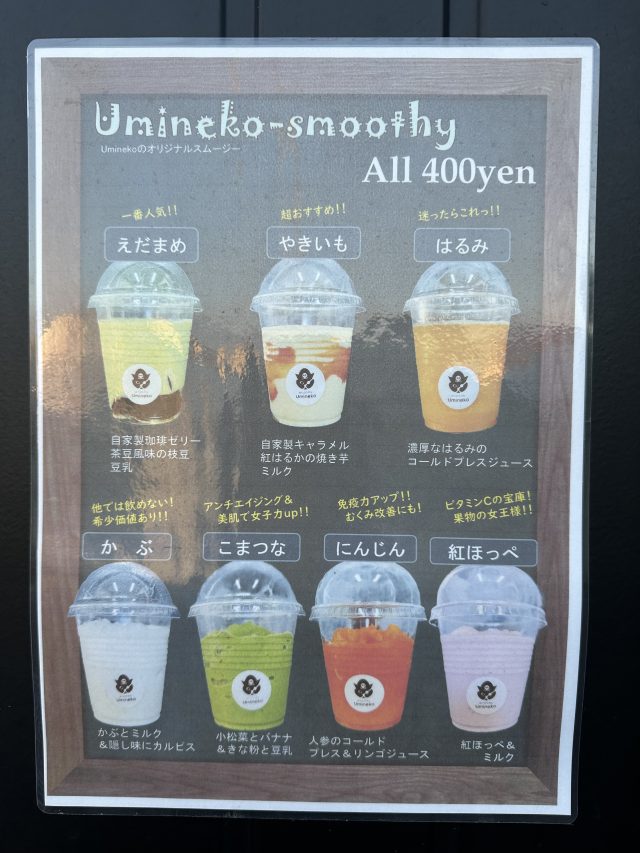 Umineko-smoothy
Uminekoのオリジナルスムージー
All 400yen
一番人気!!
超おすすめ!!
迷ったらこれっ!!
えだまめ
やきいも
はるみ
Umineko
Umineko
Umineko
自家製珈琲ゼリー
茶豆風味の枝豆
豆乳
自家製キャラメル
紅はるかの焼き芋
ミルク
濃厚なはるみの
コールドプレスジュース
他では飲めない!
希少価値あり!!
アンチエイジング&
美肌で女子力up!!
免疫力アップ!!
むくみ改善にも!
ビタミンCの宝庫!
果物の女王様!!
かぶ
こまつな
にんじん
紅ほっぺ
Umineko
Umineko
Umineko
Umineko
かぶとミルク
&隠し味にカルピス
小松菜とバナナ
&きな粉と豆乳
人参のコールド
プレス&リンゴジュース
紅ほっぺ&
ミルク